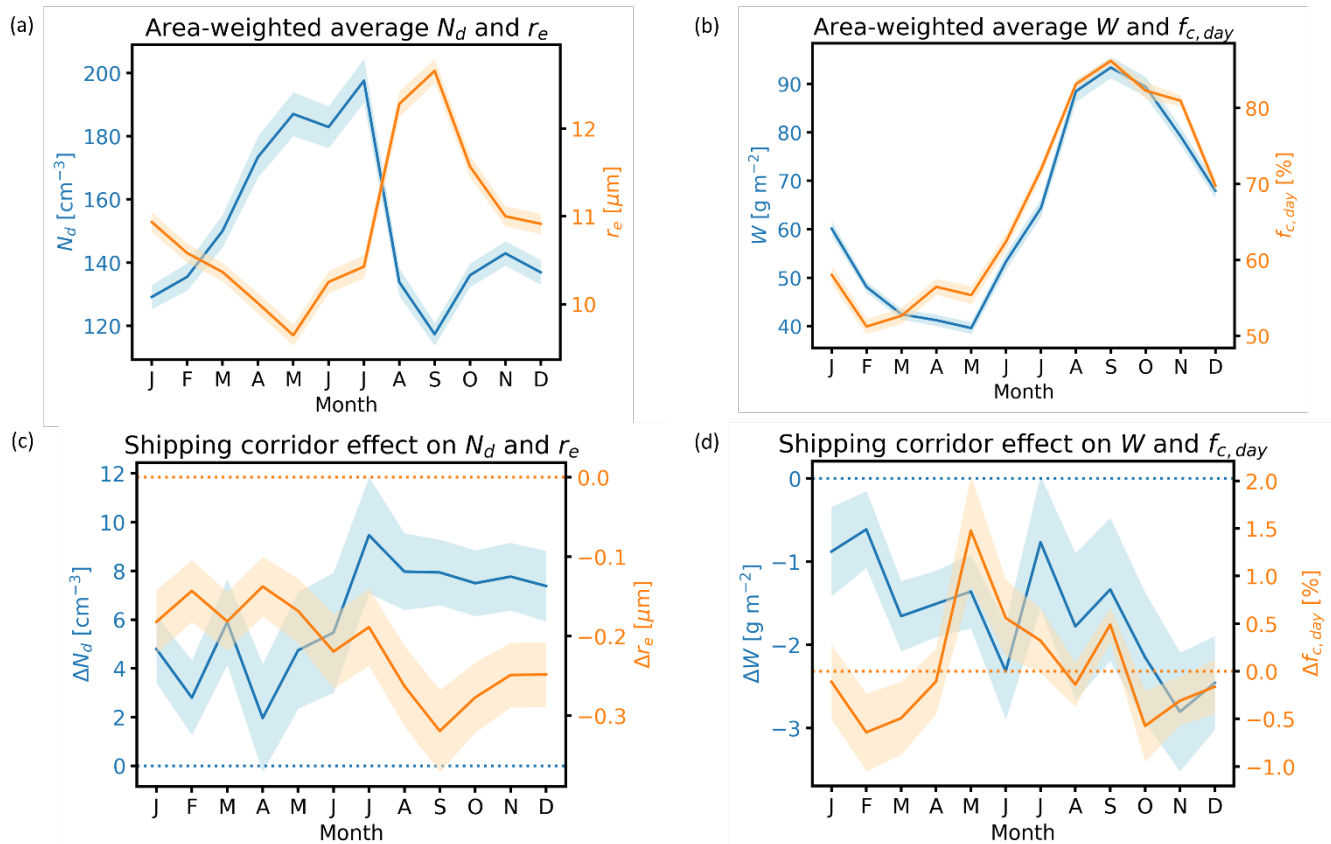 (a)
Area-weighted average N_d and r_e
N_d [cm⁻³]
200
180
160
140
120
12
11
10
r_e [μm]
J F M A M J J A S O N D
Month
(b)
Area-weighted average W and f_{c,day}
W [g m⁻²]
90
80
70
60
50
40
80
70
60
50
f_{c,day} [%]
J F M A M J J A S O N D
Month
(c)
Shipping corridor effect on N_d and r_e
ΔN_d [cm⁻³]
12
10
8
6
4
2
0
0.0
−0.1
−0.2
−0.3
Δr_e [μm]
J F M A M J J A S O N D
Month
(d)
Shipping corridor effect on W and f_{c,day}
ΔW [g m⁻²]
0
−1
−2
−3
2.0
1.5
1.0
0.5
0.0
−0.5
−1.0
Δf_{c,day} [%]
J F M A M J J A S O N D
Month